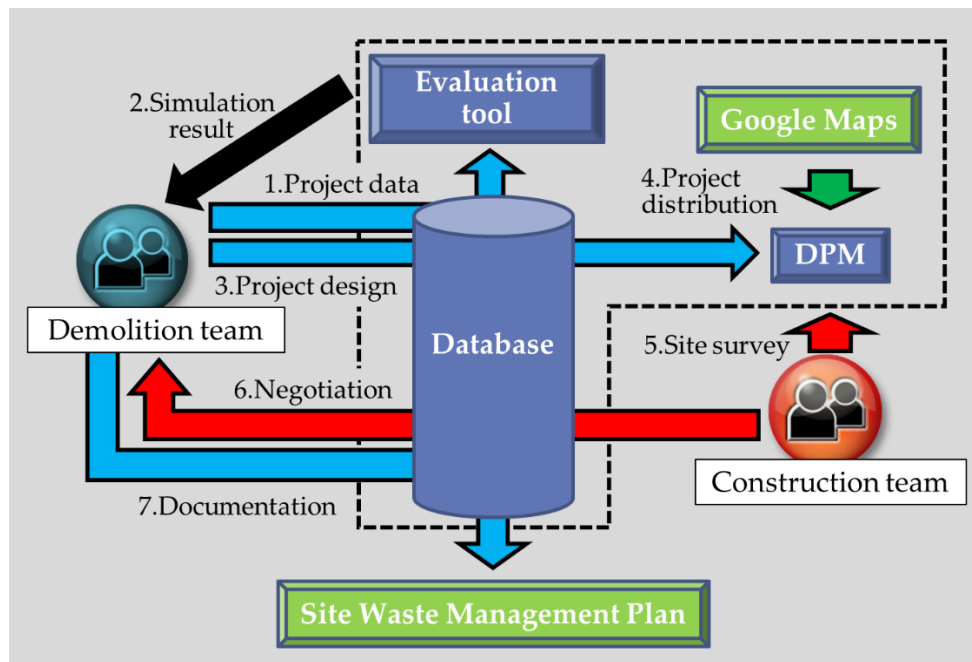 Evaluation
tool
2.Simulation
result
Google Maps
1.Project data
4.Project
distribution
DPM
3.Project design
Demolition team
Database
5.Site survey
6.Negotiation
Construction team
7.Documentation
Site Waste Management Plan